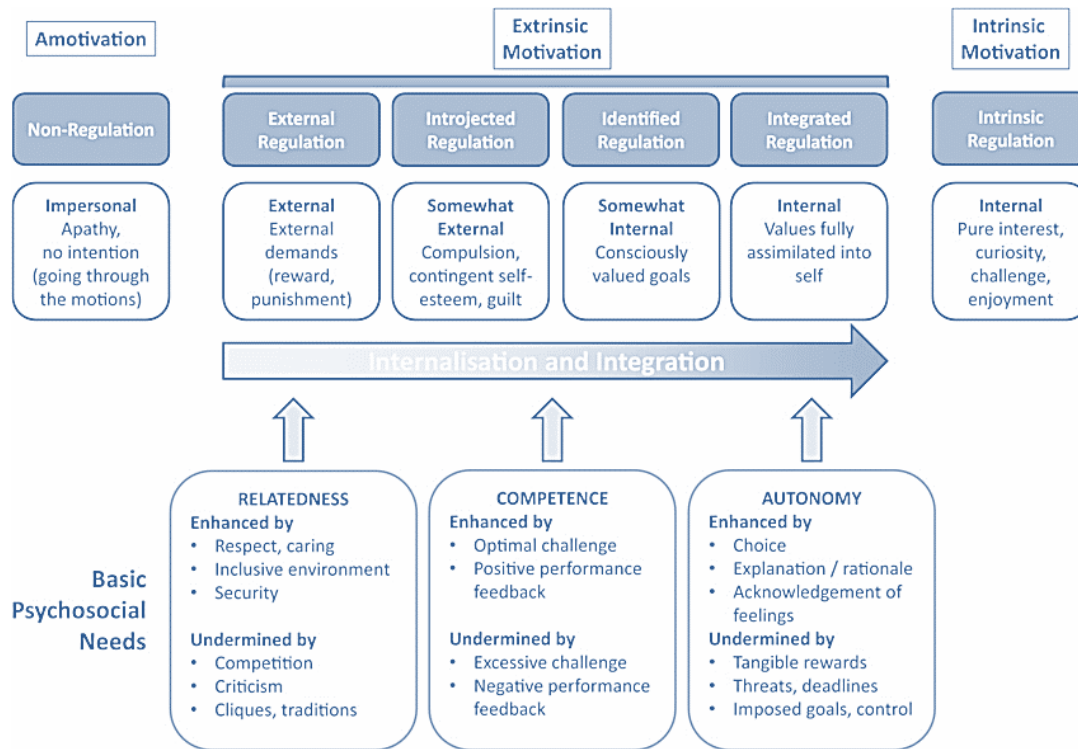 Amotivation
Extrinsic
Motivation
Intrinsic
Motivation
Non-Regulation
External
Regulation
Introjected
Regulation
Identified
Regulation
Integrated
Regulation
Intrinsic
Regulation
Impersonal
Apathy,
no intention
(going through
the motions)
External
External
demands
(reward,
punishment)
Somewhat
External
Compulsion,
contingent self-
esteem, guilt
Somewhat
Internal
Consciously
valued goals
Internal
Values fully
assimilated into
self
Internal
Pure interest,
curiosity,
challenge,
enjoyment
Internalisation and Integration
Basic
Psychosocial
Needs
RELATEDNESS
Enhanced by
• Respect, caring
• Inclusive environment
• Security
Undermined by
• Competition
• Criticism
• Cliques, traditions
COMPETENCE
Enhanced by
• Optimal challenge
• Positive performance
feedback
Undermined by
• Excessive challenge
• Negative performance
feedback
AUTONOMY
Enhanced by
• Choice
• Explanation / rationale
• Acknowledgement of
feelings
Undermined by
• Tangible rewards
• Threats, deadlines
• Imposed goals, control